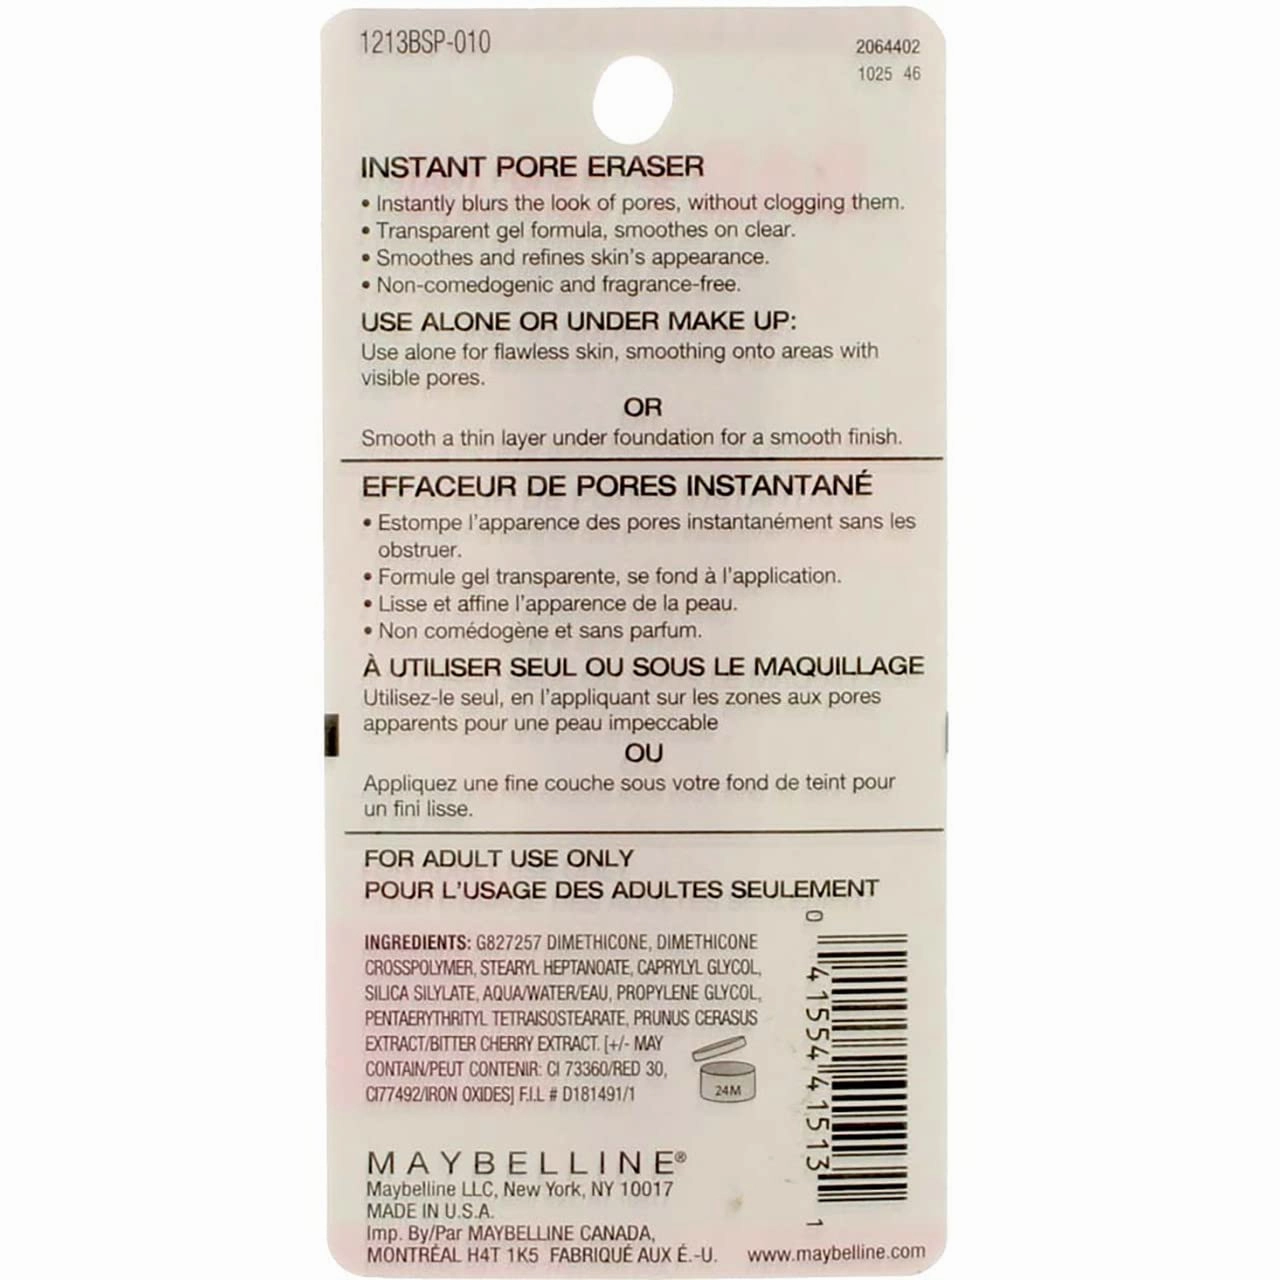 1213BSP-010
2064402
1025 46
INSTANT PORE ERASER
• Instantly blurs the look of pores, without clogging them.
• Transparent gel formula, smoothes on clear.
• Smoothes and refines skin's appearance.
• Non-comedogenic and fragrance-free.
USE ALONE OR UNDER MAKE UP:
Use alone for flawless skin, smoothing onto areas with
visible pores.
OR
Smooth a thin layer under foundation for a smooth finish.
EFFACEUR DE PORES INSTANTANÉ
• Estompe l'apparence des pores instantanément sans les
obstruer.
• Formule gel transparente, se fond à l'application.
• Lisse et affine l'apparence de la peau.
• Non comédogène et sans parfum.
À UTILISER SEUL OU SOUS LE MAQUILLAGE
Utilisez-le seul, en l'appliquant sur les zones aux pores
apparents pour une peau impeccable
OU
Appliquez une fine couche sous votre fond de teint pour
un fini lisse.
FOR ADULT USE ONLY
POUR L'USAGE DES ADULTES SEULEMENT
INGREDIENTS: G827257 DIMETHICONE, DIMETHICONE
CROSSPOLYMER, STEARYL HEPTANOATE, CAPRYLYL GLYCOL,
SILICA SILYLATE, AQUA/WATER/EAU, PROPYLENE GLYCOL,
PENTAERYTHRITYL TETRAISOSTEARATE, PRUNUS CERASUS
EXTRACT/BITTER CHERRY EXTRACT. [+/- MAY
CONTAIN/PEUT CONTENIR: CI 73360/RED 30,
CI77492/IRON OXIDES] F.I.L # D181491/1
24M
0 41554 41513 1
MAYBELLINE®
Maybelline LLC, New York, NY 10017
MADE IN U.S.A.
Imp. By/Par MAYBELLINE CANADA,
MONTRÉAL H4T 1K5 FABRIQUÉ AUX É.-U.
www.maybelline.com